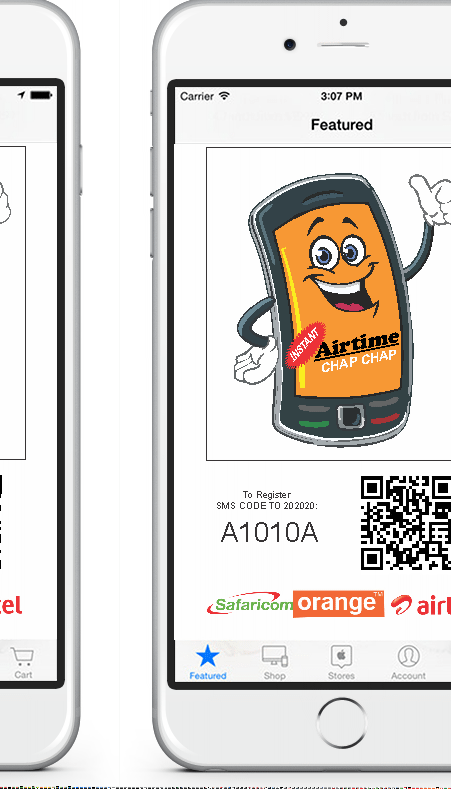 tel
Cart
Carrier
3:07 PM
Featured
INSTANT
Airtime
CHAP CHAP
To Register
SMS CODE TO 202020:
A1010A
Safaricom
orange™
airt
Featured
Shop
Stores
Account